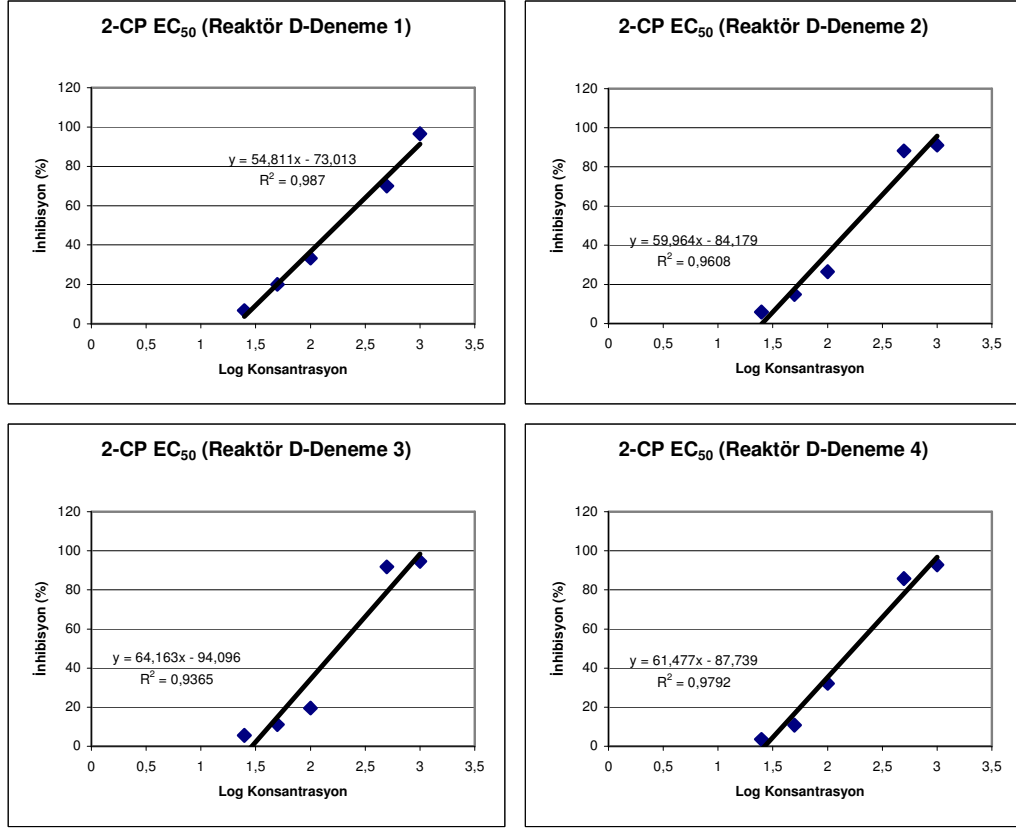 2-CP EC50 (Reaktör D-Deneme 1)
120
100
80
60
40
20
0
İnhibisyon (%)
y = 54,811x - 73,013
R2 = 0,987
0 0,5 1 1,5 2 2,5 3 3,5
Log Konsantrasyon
2-CP EC50 (Reaktör D-Deneme 2)
120
100
80
60
40
20
0
İnhibisyon (%)
y = 59,964x - 84,179
R2 = 0,9608
0 0,5 1 1,5 2 2,5 3 3,5
Log Konsantrasyon
2-CP EC50 (Reaktör D-Deneme 3)
120
100
80
60
40
20
0
İnhibisyon (%)
y = 64,163x - 94,096
R2 = 0,9365
0 0,5 1 1,5 2 2,5 3 3,5
Log Konsantrasyon
2-CP EC50 (Reaktör D-Deneme 4)
120
100
80
60
40
20
0
İnhibisyon (%)
y = 61,477x - 87,739
R2 = 0,9792
0 0,5 1 1,5 2 2,5 3 3,5
Log Konsantrasyon